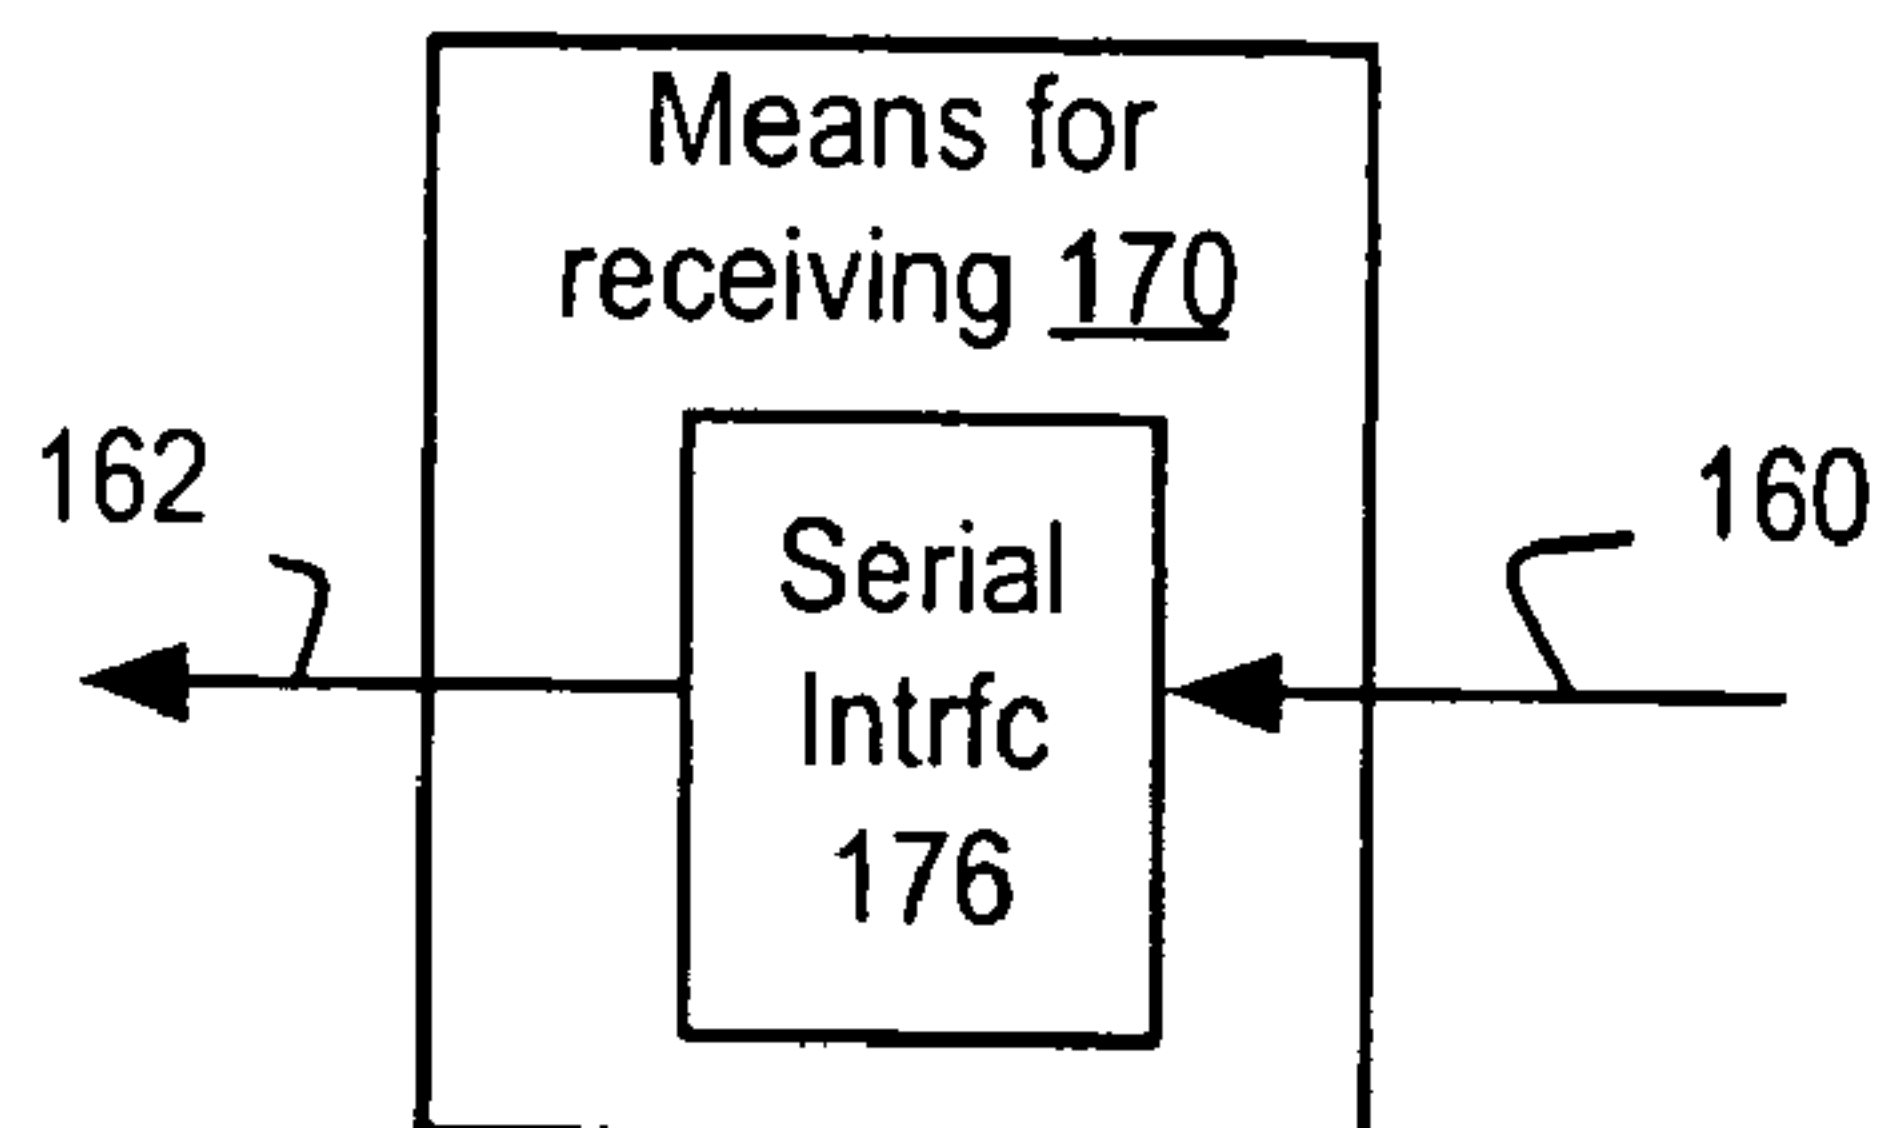 Means for
receiving 170
162
160
Serial
Intrfc
176